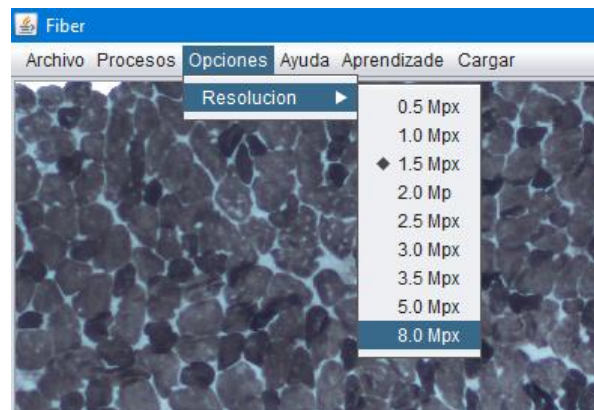 Fiber
Archivo Procesos Opciones Ayuda Aprendizade Cargar
Resolucion
0.5 Mpx
1.0 Mpx
1.5 Mpx
2.0 Mp
2.5 Mpx
3.0 Mpx
3.5 Mpx
5.0 Mpx
8.0 Mpx